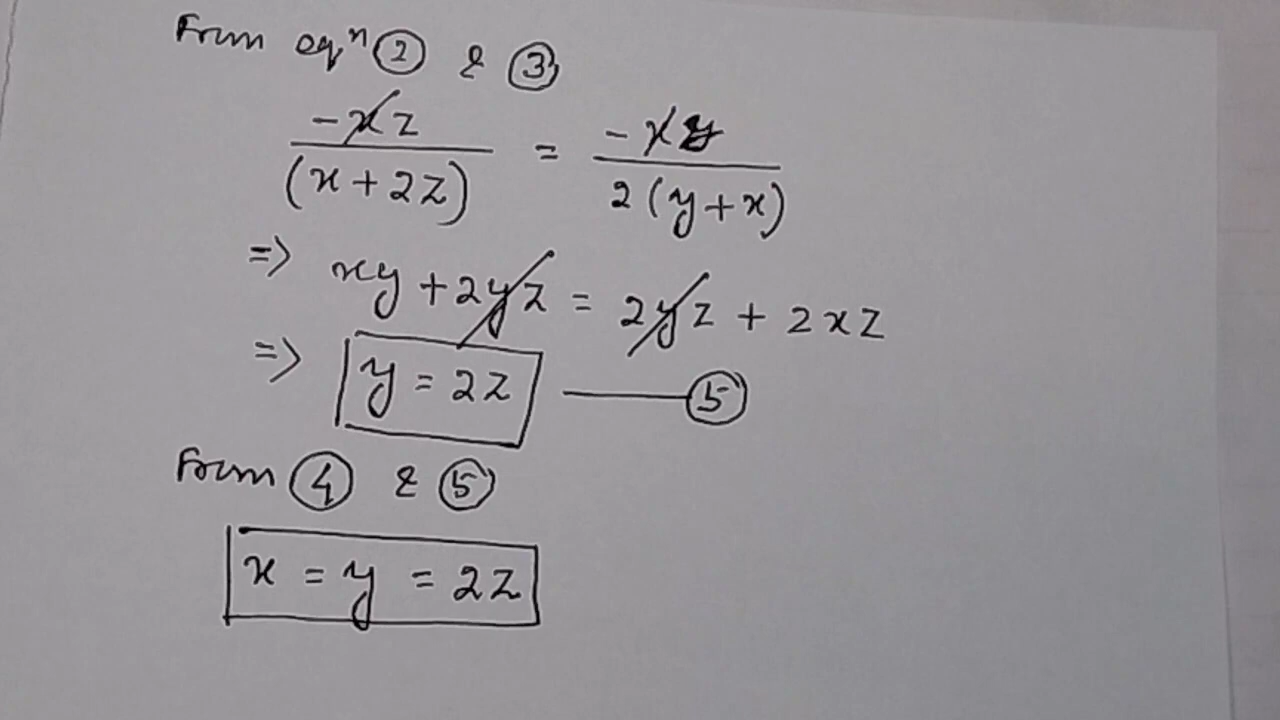 From eqⁿ ② & ③
-xz / (x + 2z) = -xy / 2(y + x)
=> xy + 2yz = 2yz + 2xz
=> y = 2z —— ⑤
From ④ & ⑤
x = y = 2z